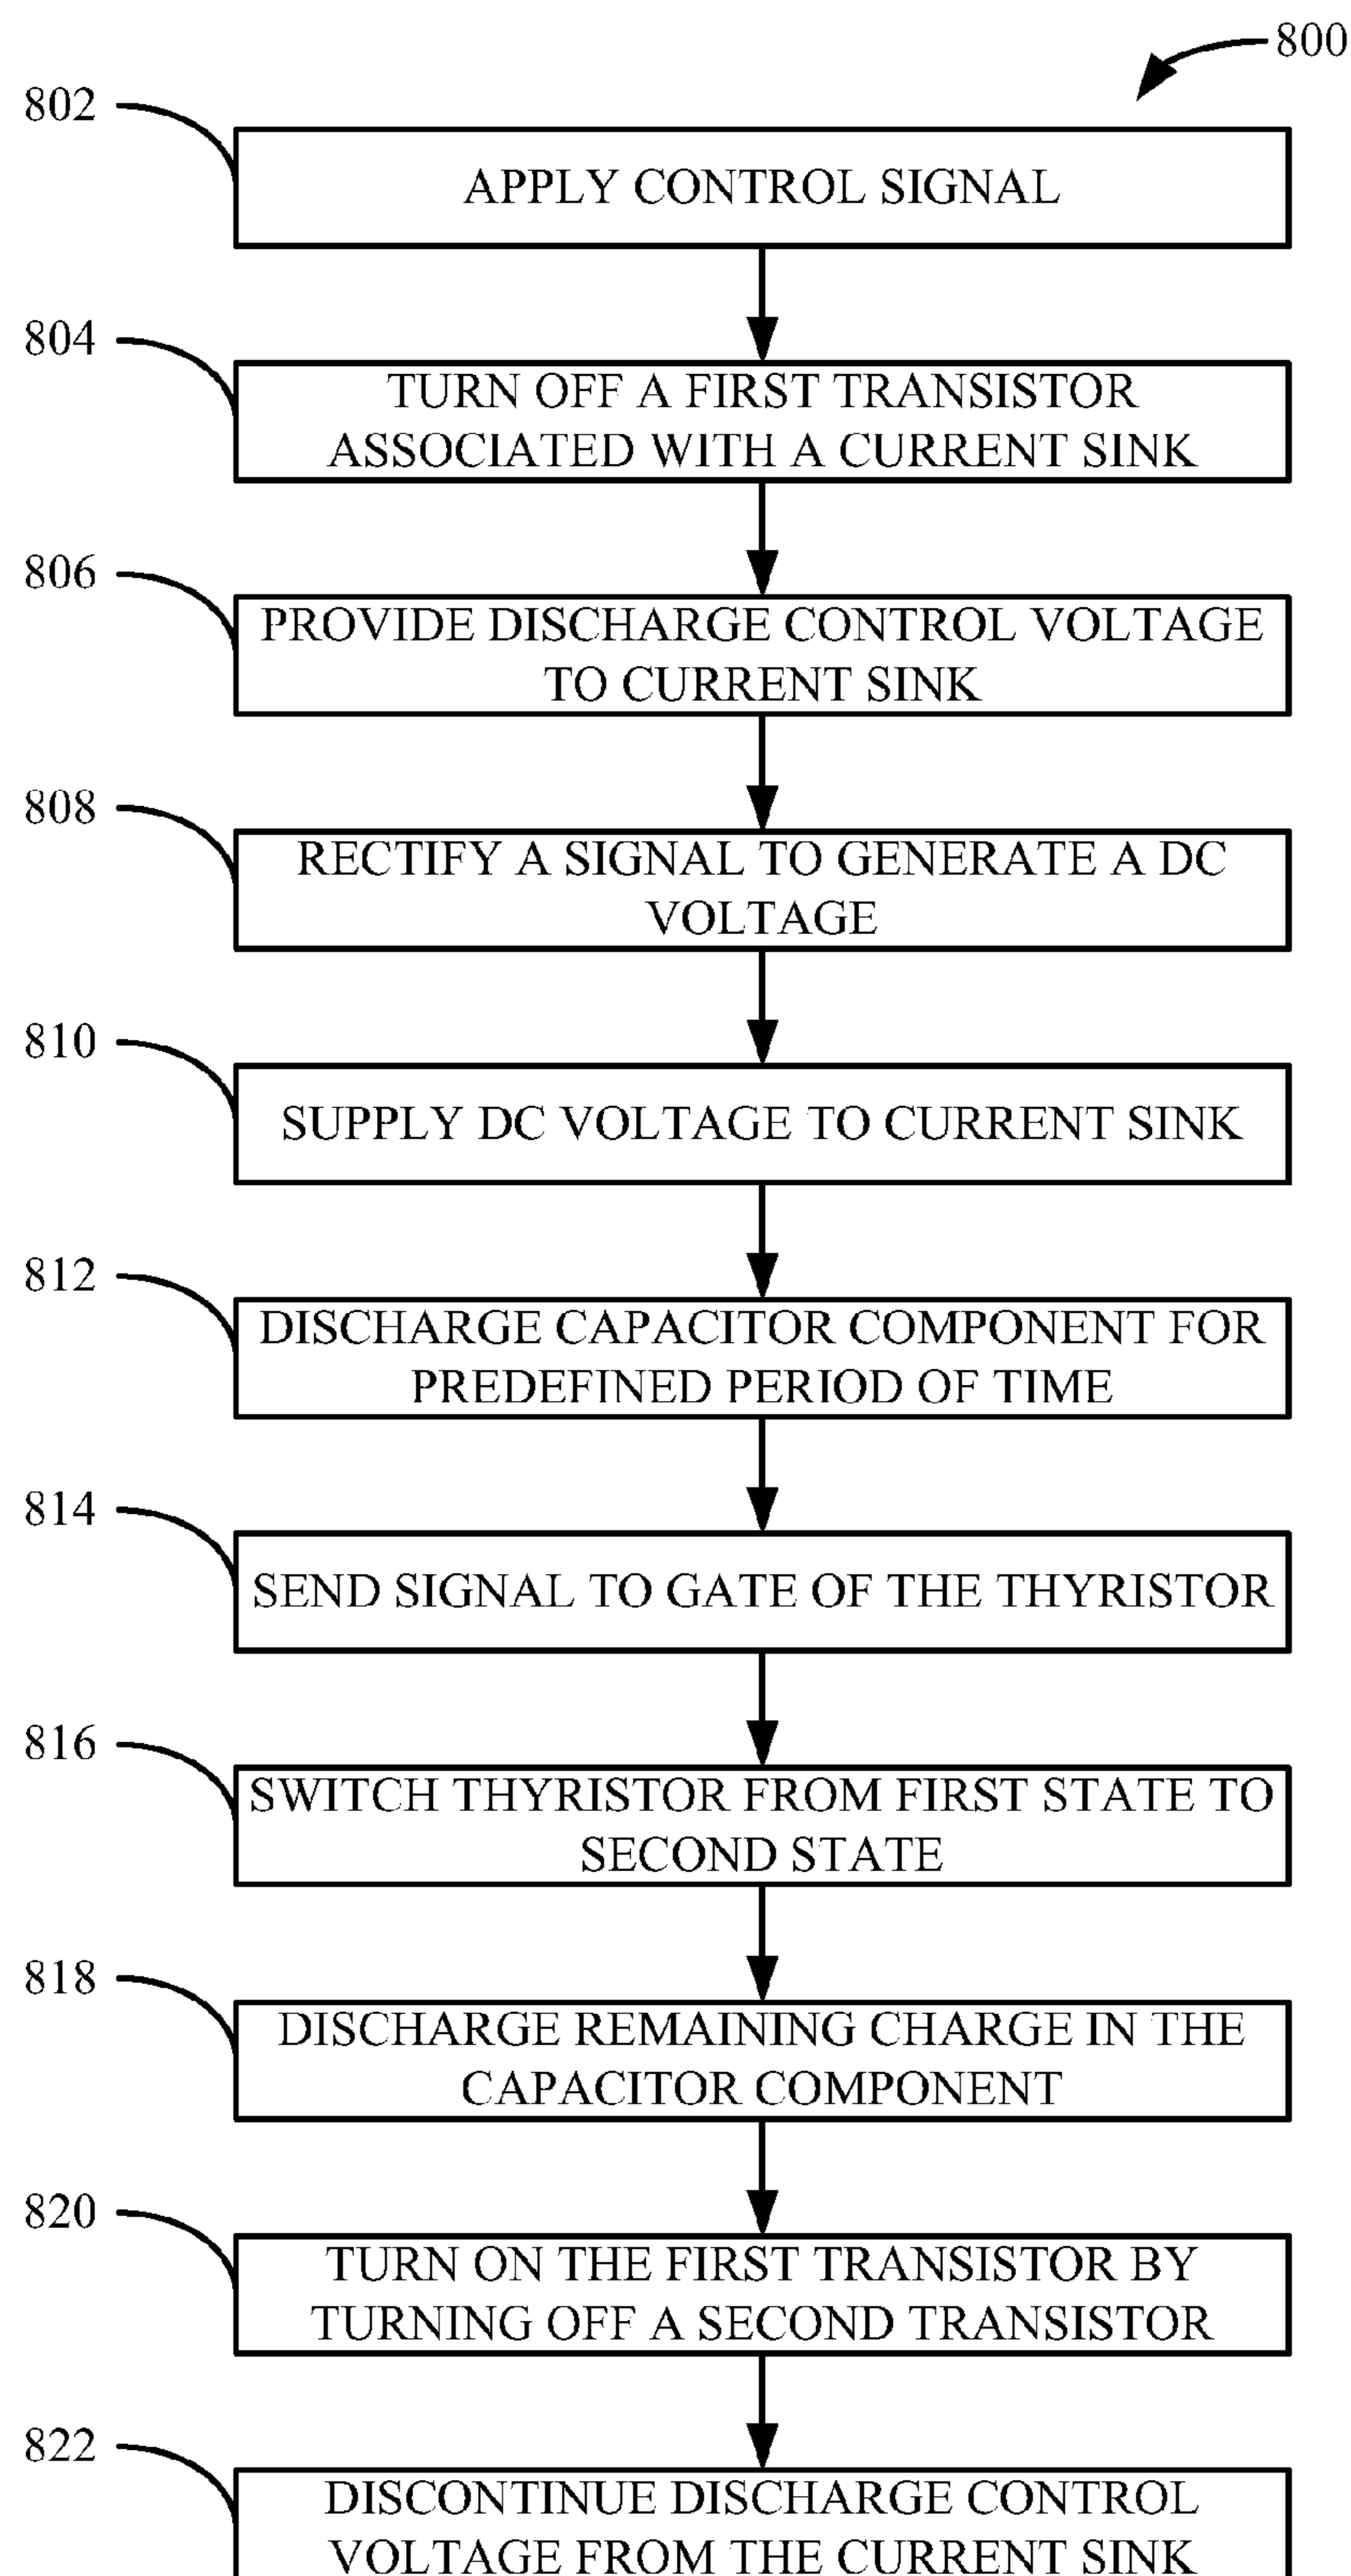 800
802
APPLY CONTROL SIGNAL
804
TURN OFF A FIRST TRANSISTOR
ASSOCIATED WITH A CURRENT SINK
806
PROVIDE DISCHARGE CONTROL VOLTAGE
TO CURRENT SINK
808
RECTIFY A SIGNAL TO GENERATE A DC
VOLTAGE
810
SUPPLY DC VOLTAGE TO CURRENT SINK
812
DISCHARGE CAPACITOR COMPONENT FOR
PREDEFINED PERIOD OF TIME
814
SEND SIGNAL TO GATE OF THE THYRISTOR
816
SWITCH THYRISTOR FROM FIRST STATE TO
SECOND STATE
818
DISCHARGE REMAINING CHARGE IN THE
CAPACITOR COMPONENT
820
TURN ON THE FIRST TRANSISTOR BY
TURNING OFF A SECOND TRANSISTOR
822
DISCONTINUE DISCHARGE CONTROL
VOLTAGE FROM THE CURRENT SINK